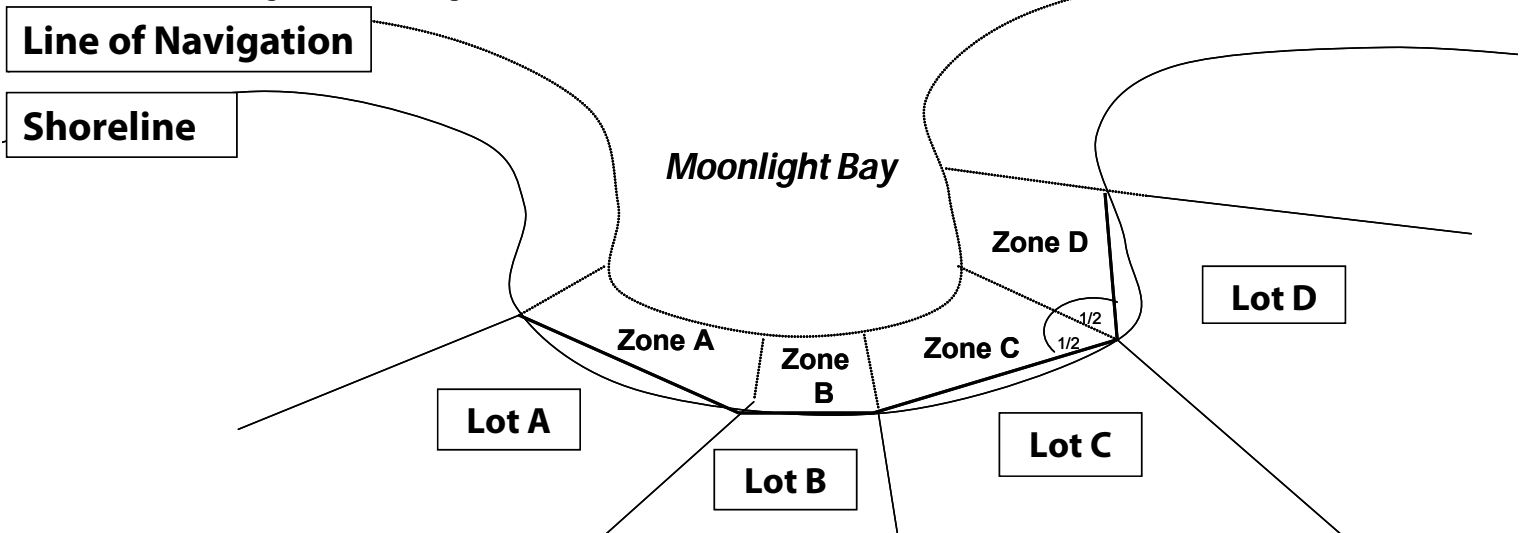 Line of Navigation
Shoreline
Moonlight Bay
Zone D
Lot D
1/2
Zone A
Zone
B
Zone C
1/2
Lot A
Lot B
Lot C